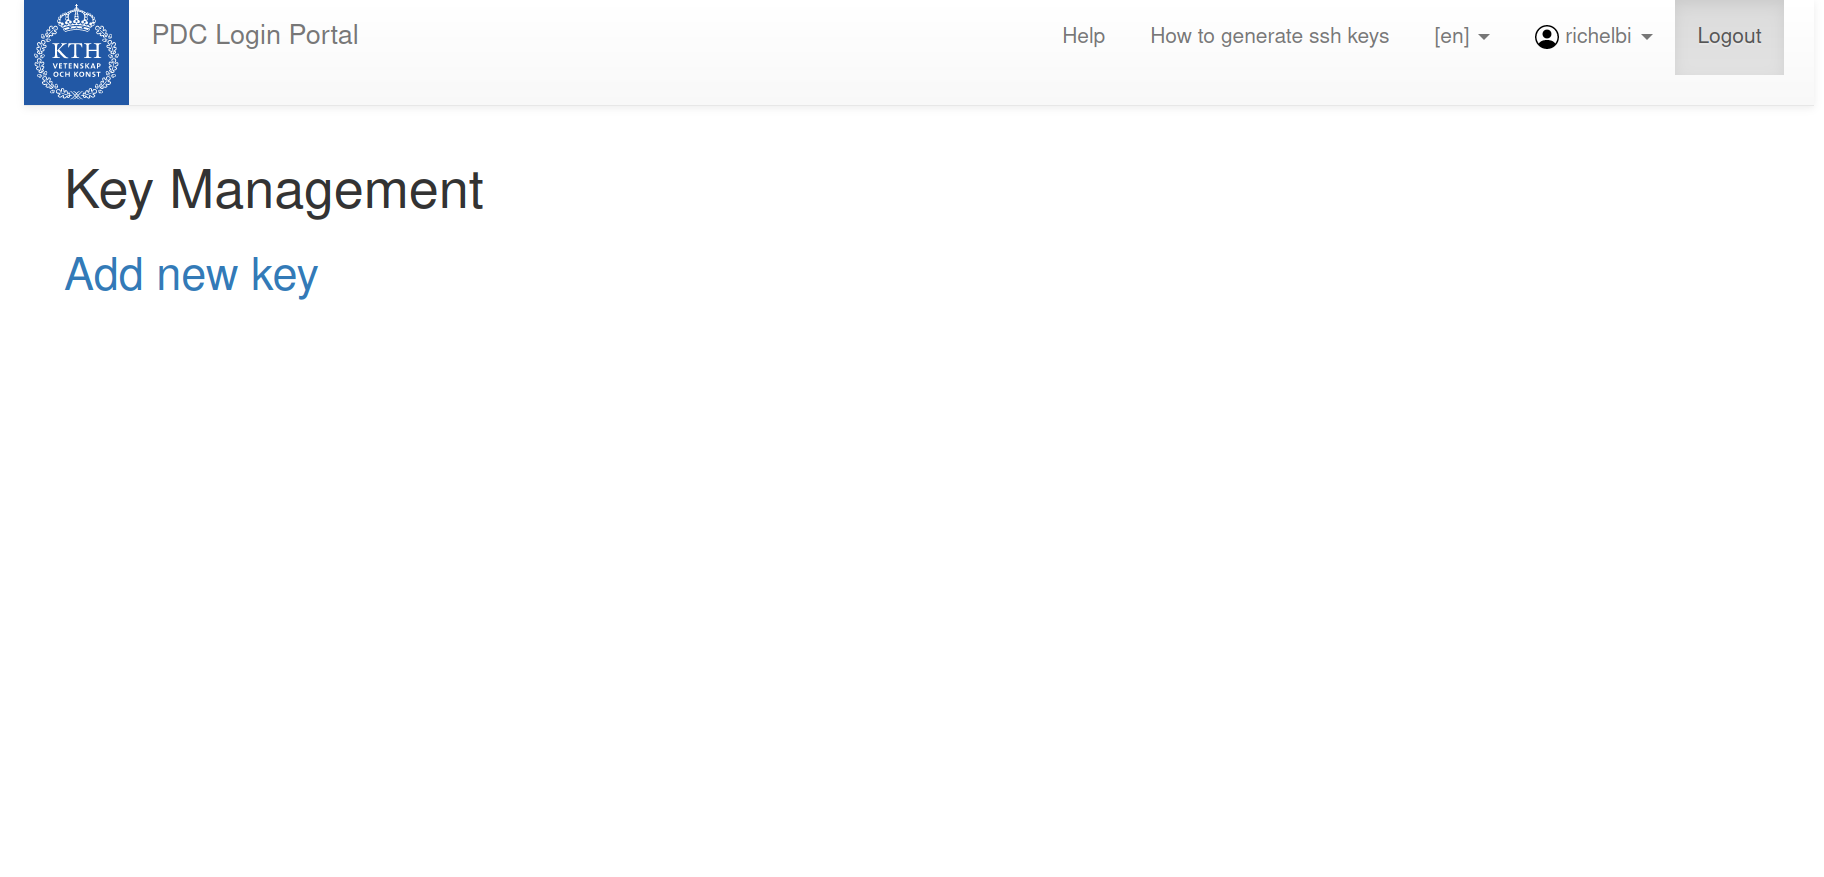 KTH
VETENSKAP
OCH KONST
PDC Login Portal
Help
How to generate ssh keys
[en]
richelbi
Logout
Key Management
Add new key